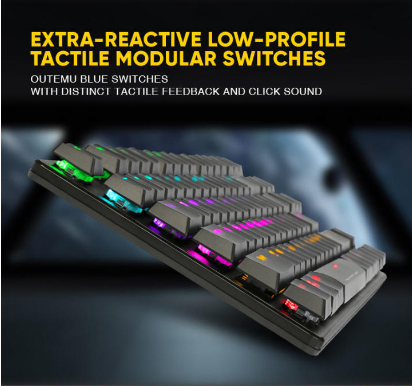 EXTRA-REACTIVE LOW-PROFILE
TACTILE MODULAR SWITCHES
OUTEMU BLUE SWITCHES
WITH DISTINCT TACTILE FEEDBACK AND CLICK SOUND